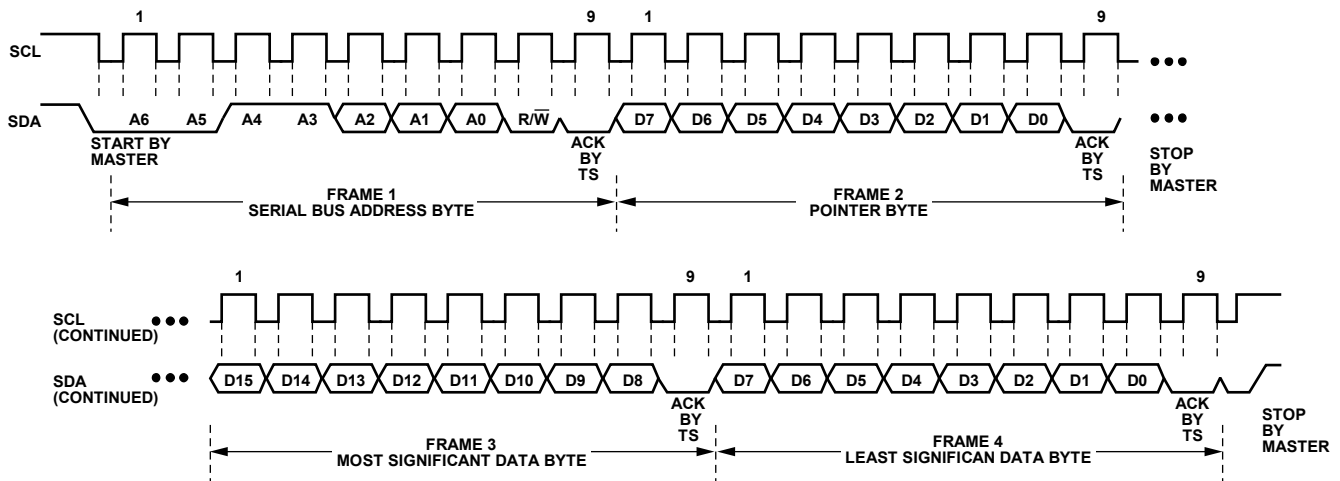 1 9 1 9
SCL
SDA A6 A5 A4 A3 A2 A1 A0 R/W̅ D7 D6 D5 D4 D3 D2 D1 D0
START BY
MASTER
ACK
BY
TS
ACK
BY
TS
STOP
BY
MASTER
FRAME 1
SERIAL BUS ADDRESS BYTE
FRAME 2
POINTER BYTE
1 9 1 9
SCL
(CONTINUED)
SDA
(CONTINUED)
D15 D14 D13 D12 D11 D10 D9 D8 D7 D6 D5 D4 D3 D2 D1 D0
ACK
BY
TS
ACK
BY
TS
STOP
BY
MASTER
FRAME 3
MOST SIGNIFICANT DATA BYTE
FRAME 4
LEAST SIGNIFICAN DATA BYTE